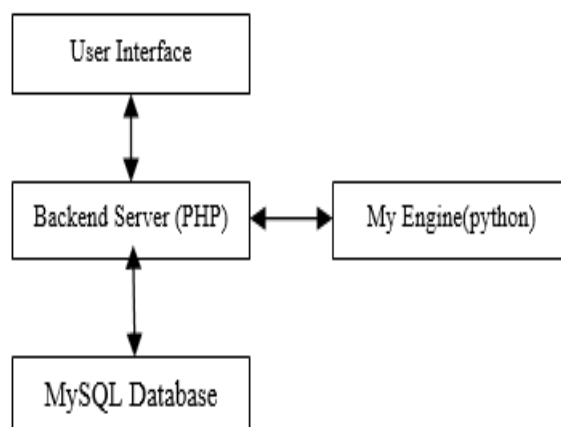 User Interface
Backend Server (PHP)
My Engine(python)
MySQL Database